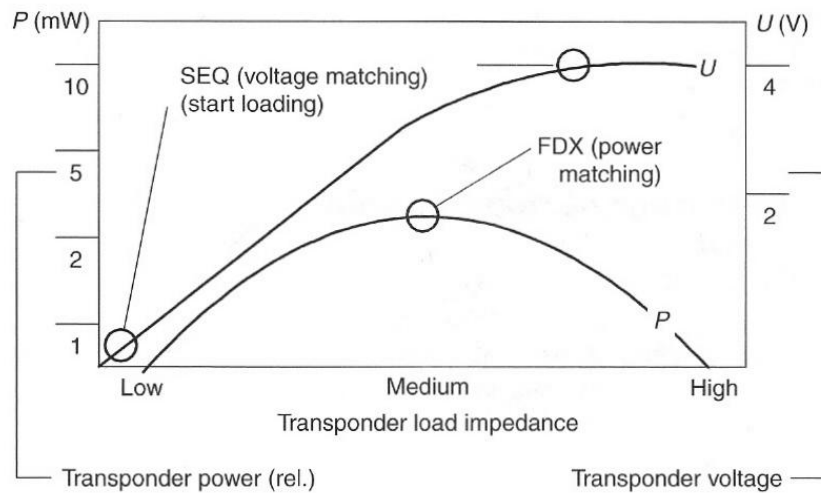 P (mW)
U (V)
SEQ (voltage matching)
(start loading)
U
10
4
FDX (power
matching)
5
2
2
P
1
Low
Medium
High
Transponder load impedance
Transponder power (rel.)
Transponder voltage